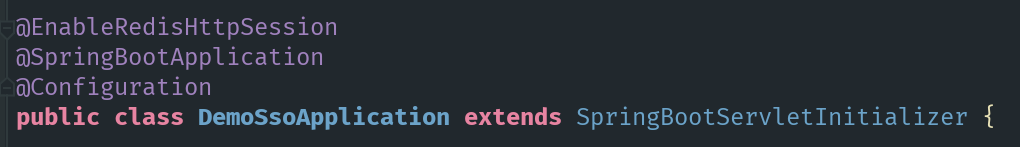 @EnableRedisHttpSession
@SpringBootApplication
@Configuration
public class DemoSsoApplication extends SpringBootServletInitializer {